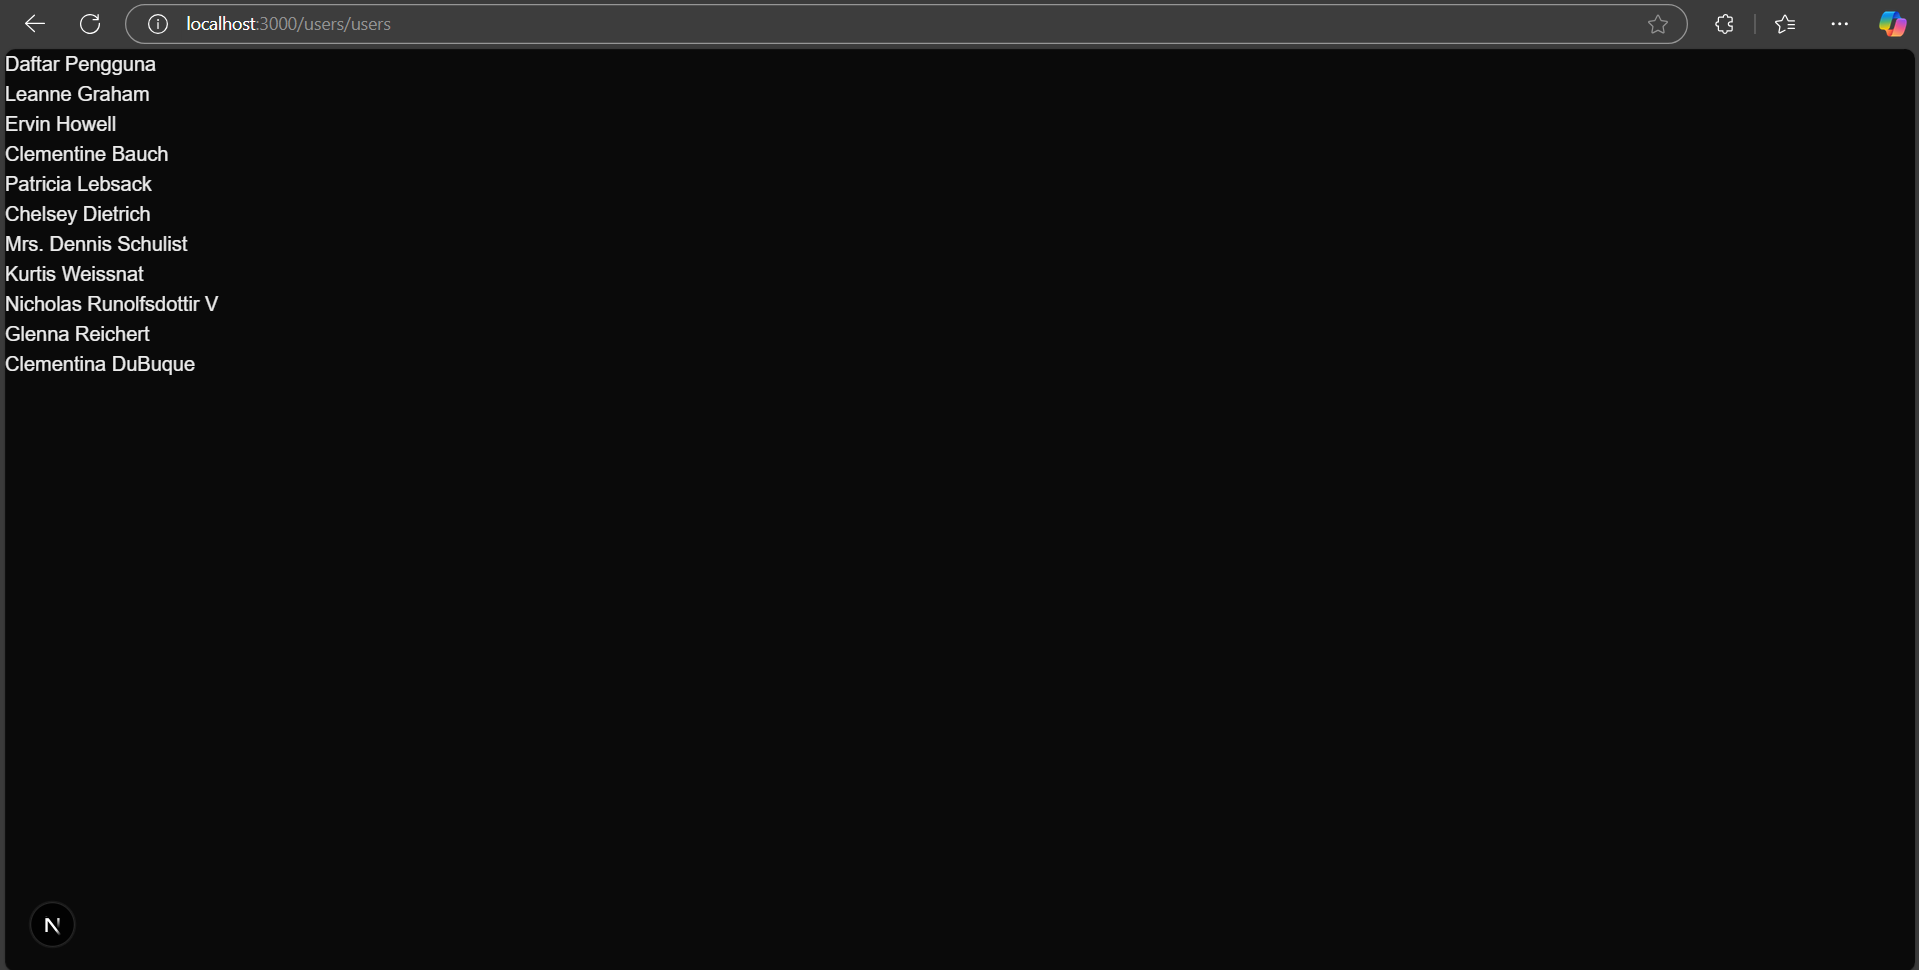 localhost:3000/users/users
Daftar Pengguna
Leanne Graham
Ervin Howell
Clementine Bauch
Patricia Lebsack
Chelsey Dietrich
Mrs. Dennis Schulist
Kurtis Weissnat
Nicholas Runolfsdottir V
Glenna Reichert
Clementina DuBuque
N